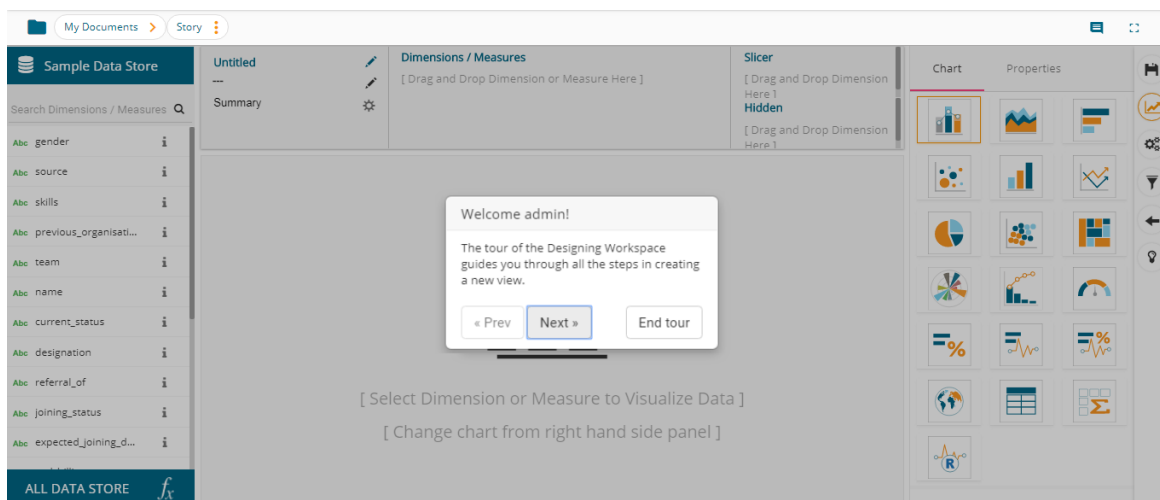 My Documents > Story
Sample Data Store
Search Dimensions / Measures
Abc gender i
Abc source i
Abc skills i
Abc previous_organisati... i
Abc team i
Abc name i
Abc current_status i
Abc designation i
Abc referral_of i
Abc joining_status i
Abc expected_joining_d... i
ALL DATA STORE fx
Untitled
---
Summary
Dimensions / Measures
[ Drag and Drop Dimension or Measure Here ]
Slicer
[ Drag and Drop Dimension
Here ]
Hidden
[ Drag and Drop Dimension
Here ]
Welcome admin!
The tour of the Designing Workspace
guides you through all the steps in creating
a new view.
« Prev
Next »
End tour
[ Select Dimension or Measure to Visualize Data ]
[ Change chart from right hand side panel ]
Chart
Properties
%
%
Σ
R